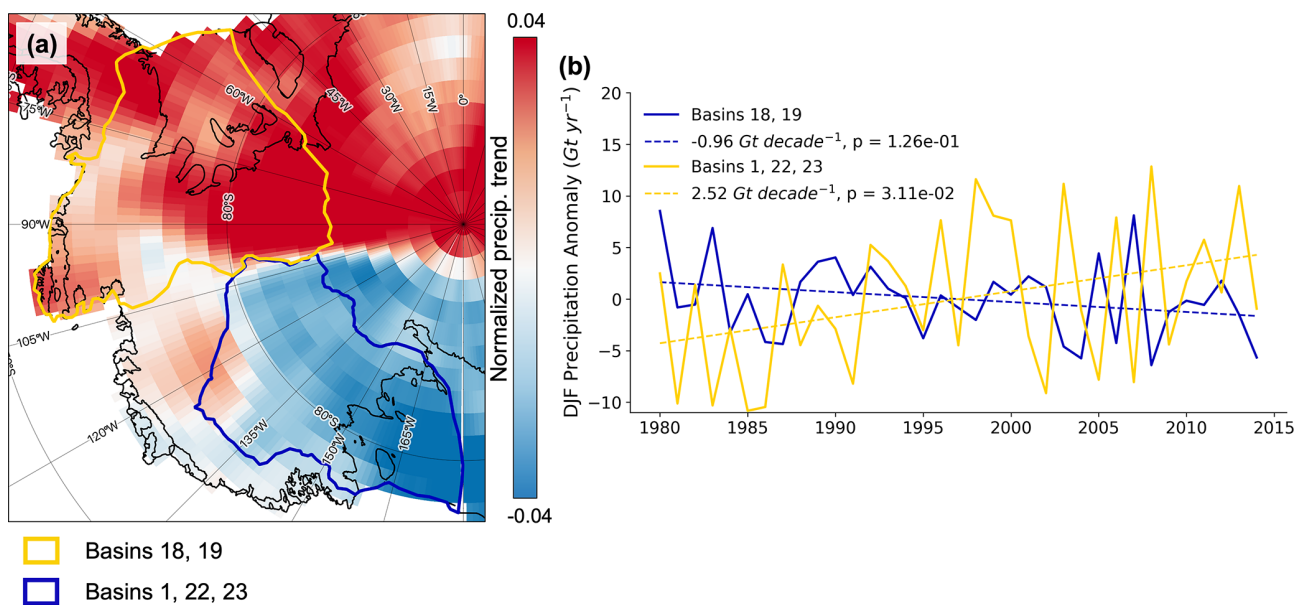 (a)
75°W
60°W
45°W
30°W
15°W
0°
80°S
90°W
105°W
120°W
135°W
150°W
80°S
165°W
0.04
Normalized precip. trend
-0.04
Basins 18, 19
Basins 1, 22, 23
(b)
DJF Precipitation Anomaly (Gt yr⁻¹)
20
15
10
5
0
−5
−10
Basins 18, 19
-0.96 Gt decade⁻¹, p = 1.26e-01
Basins 1, 22, 23
2.52 Gt decade⁻¹, p = 3.11e-02
1980 1985 1990 1995 2000 2005 2010 2015